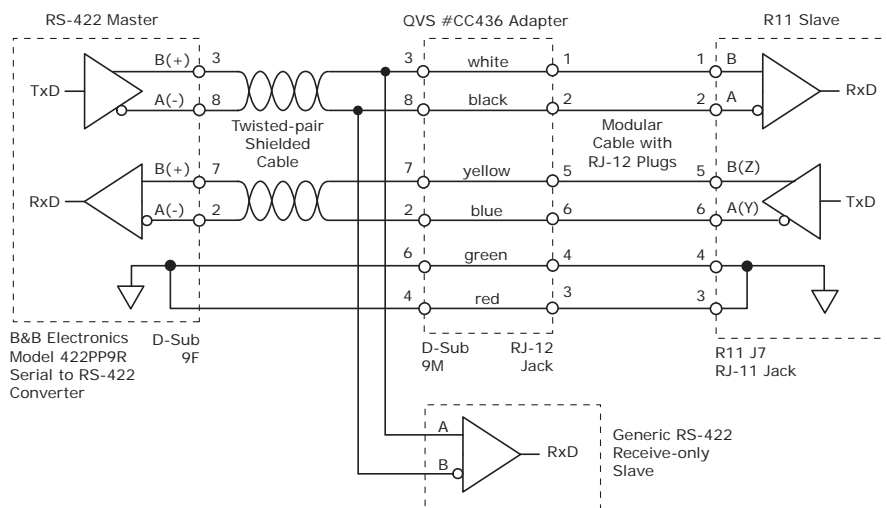 RS-422 Master
QVS #CC436 Adapter
R11 Slave
B(+) 3 3 white 1 1 B
TxD RxD
A(-) 8 8 black 2 2 A
Twisted-pair
Shielded
Cable
Modular
Cable with
RJ-12 Plugs
B(+) 7 7 yellow 5 5 B(Z)
RxD TxD
A(-) 2 2 blue 6 6 A(Y)
6 green 4 4
4 red 3 3
B&B Electronics
Model 422PP9R
Serial to RS-422
Converter
D-Sub
9F
D-Sub
9M
RJ-12
Jack
R11 J7
RJ-11 Jack
A
RxD
B
Generic RS-422
Receive-only
Slave